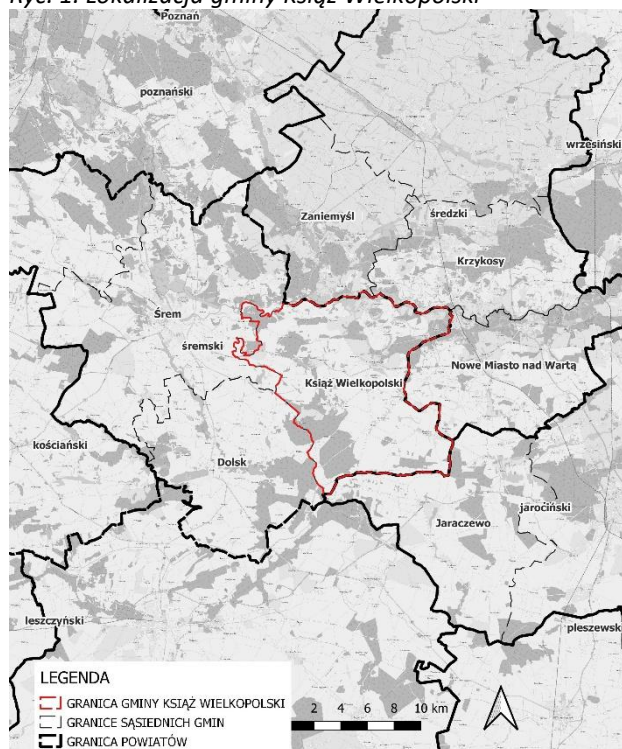 Ryc. 1. Lokalizacja gminy Książ Wielkopolski
Poznań
poznański
wrzesiński
Zaniemyśl
średzki
Krzykosy
Śrem
śremski
Nowe Miasto nad Wartą
Książ Wielkopolski
kościański
Dolsk
jarociński
Jaraczewo
leszczyński
pleszewsk
LEGENDA
GRANICA GMINY KSIĄŻ WIELKOPOLSKI
GRANICE SĄSIEDNICH GMIN
GRANICA POWIATÓW
2 4 6 8 10 km